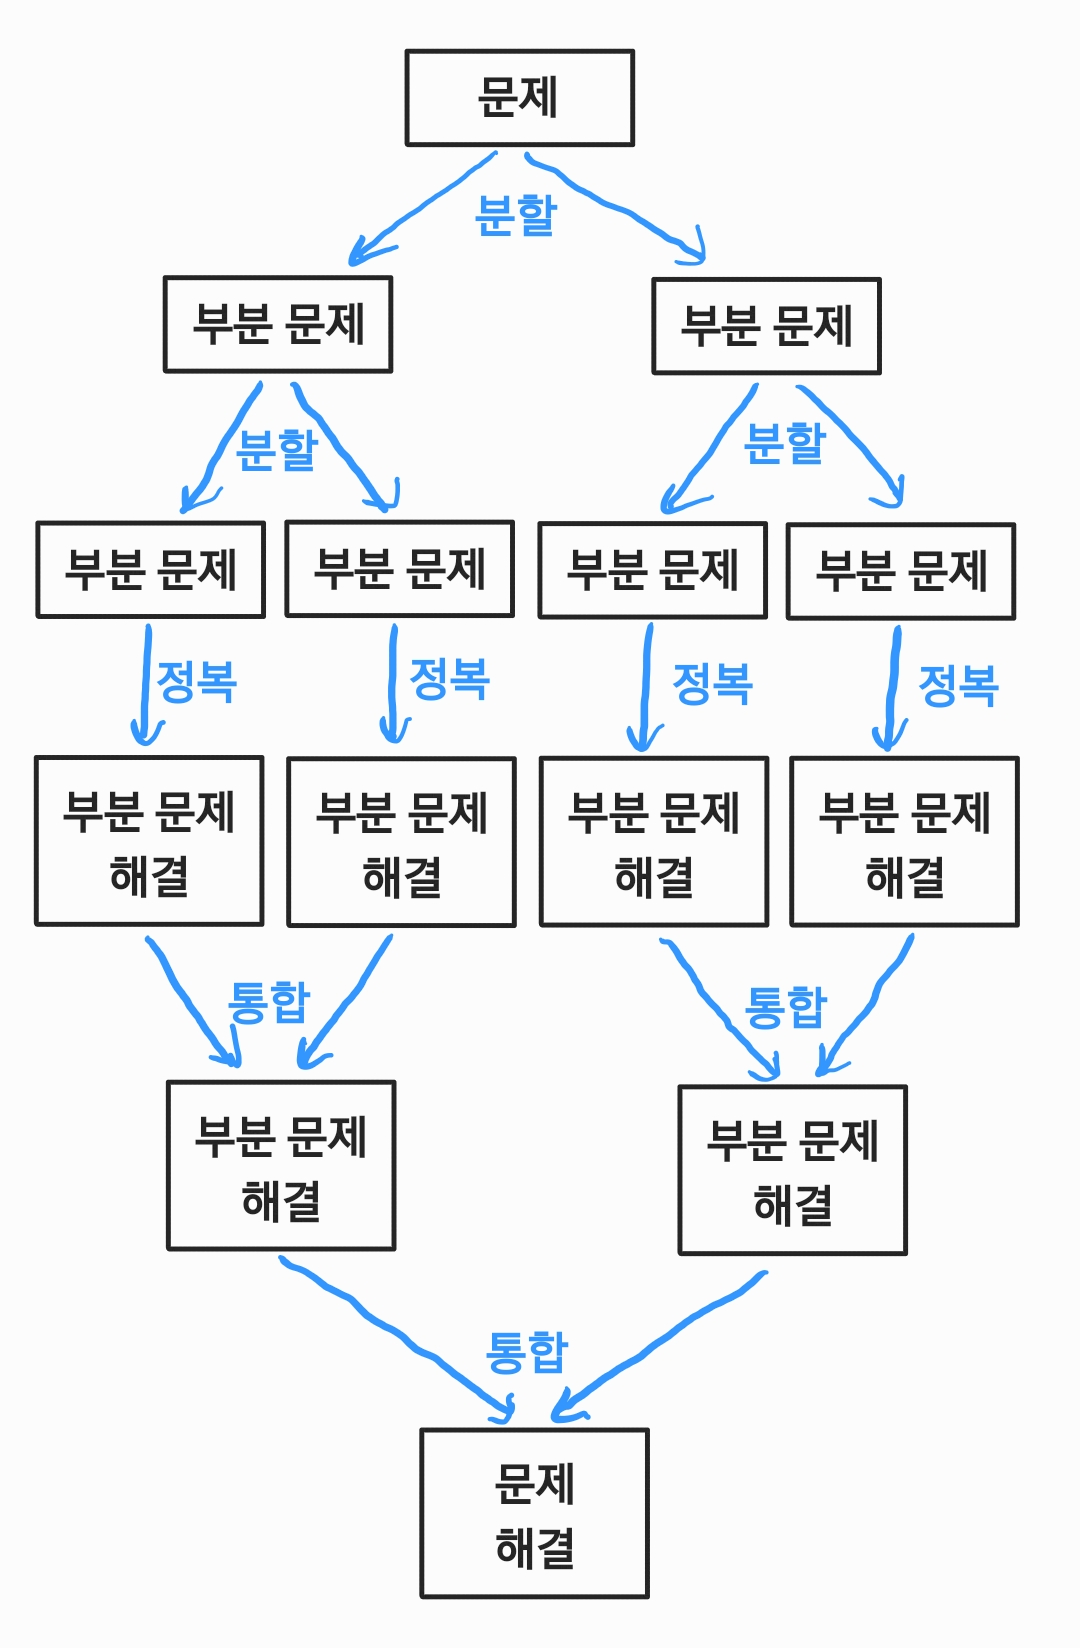 문제
분할
부분 문제
부분 문제
분할
분할
부분 문제
부분 문제
부분 문제
부분 문제
정복
정복
정복
정복
부분 문제
해결
부분 문제
해결
부분 문제
해결
부분 문제
해결
통합
통합
부분 문제
해결
부분 문제
해결
통합
문제
해결